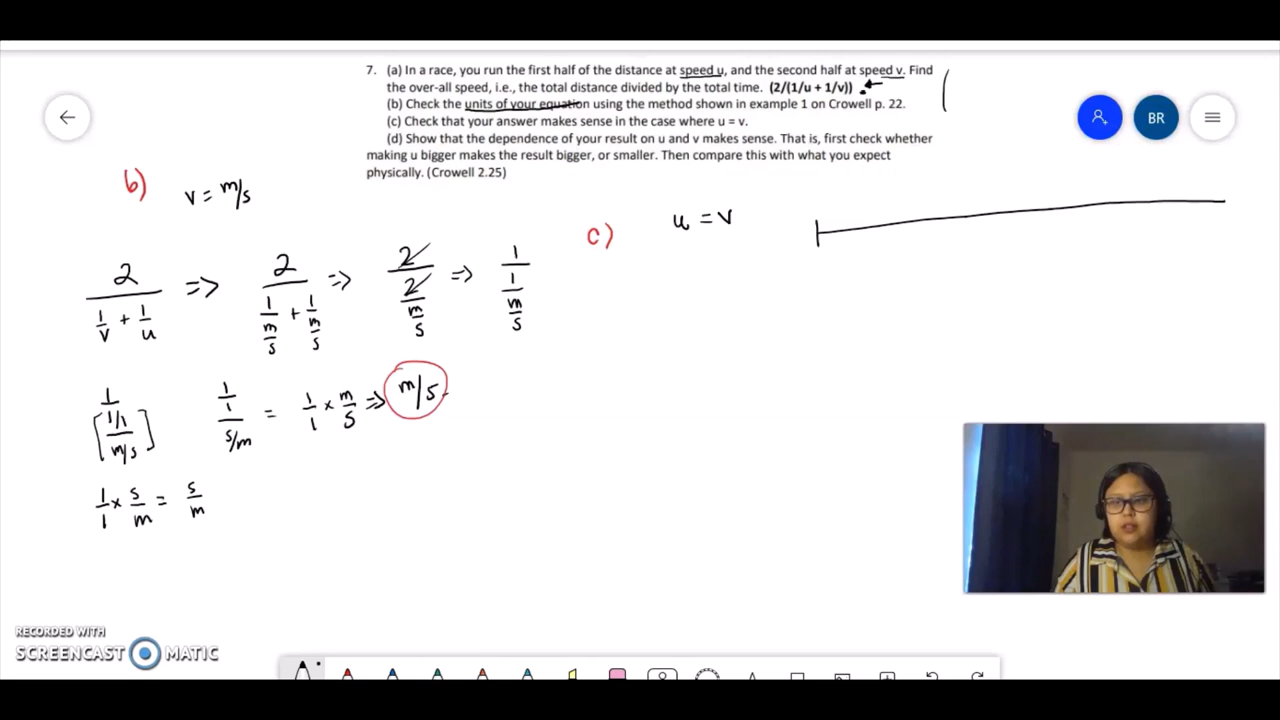 7. (a) In a race, you run the first half of the distance at speed u, and the second half at speed v. Find
the over-all speed, i.e., the total distance divided by the total time. (2/(1/u + 1/v))
(b) Check the units of your equation using the method shown in example 1 on Crowell p. 22.
(c) Check that your answer makes sense in the case where u = v.
(d) Show that the dependence of your result on u and v makes sense. That is, first check whether
making u bigger makes the result bigger, or smaller. Then compare this with what you expect
physically. (Crowell 2.25)
BR
b) v = m/s
c) u = v
2 / (1/v + 1/u) => 2 / (1/(m/s) + 1/(m/s)) => 2 / (2/(m/s)) => 1 / (1/(m/s))
1 / [(1/1)/(m/s)] 1 / (1/(s/m)) = 1/1 × m/s => m/s
1/1 × s/m = s/m
RECORDED WITH
SCREENCAST MATIC